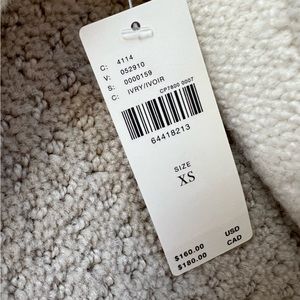 C: 4114
V: 052910
S: 0000159
C: IVRY/IVOIR
CP7800 0007
64418213
SIZE
XS
$160.00 USD
$180.00 CAD